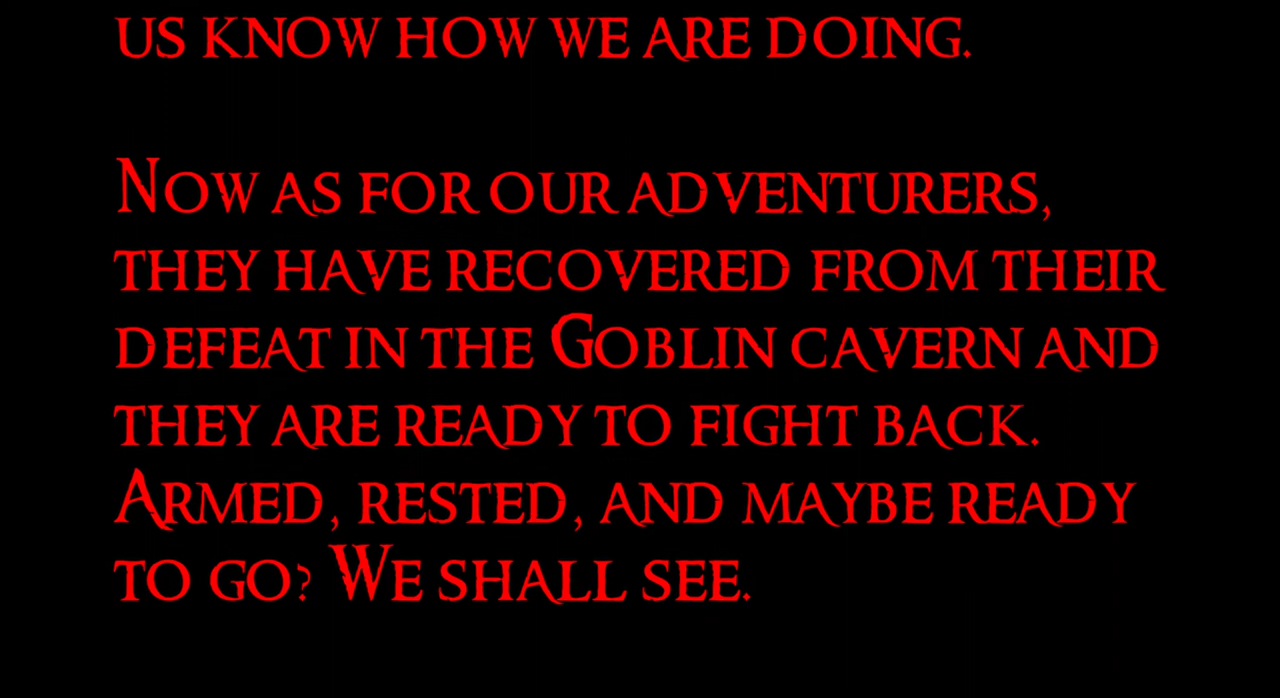 us know how we are doing.
Now as for our adventurers,
they have recovered from their
defeat in the Goblin cavern and
they are ready to fight back.
Armed, rested, and maybe ready
to go? We shall see.